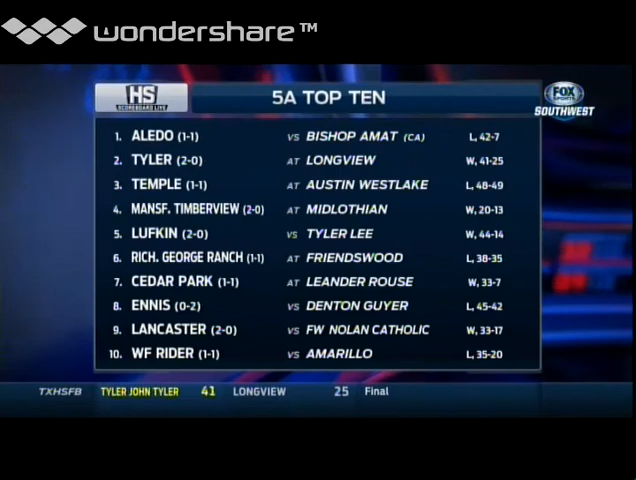 wondershare™
HS
SCOREBOARD LIVE
5A TOP TEN
FOX
SPORTS
SOUTHWEST
1. ALEDO (1-1) VS BISHOP AMAT (CA) L, 42-7
2. TYLER (2-0) AT LONGVIEW W, 41-25
3. TEMPLE (1-1) AT AUSTIN WESTLAKE L, 48-49
4. MANSF. TIMBERVIEW (2-0) AT MIDLOTHIAN W, 20-13
5. LUFKIN (2-0) VS TYLER LEE W, 44-14
6. RICH. GEORGE RANCH (1-1) AT FRIENDSWOOD L, 38-35
7. CEDAR PARK (1-1) AT LEANDER ROUSE W, 33-7
8. ENNIS (0-2) VS DENTON GUYER L, 45-42
9. LANCASTER (2-0) VS FW NOLAN CATHOLIC W, 33-17
10. WF RIDER (1-1) VS AMARILLO L, 35-20
TXHSFB TYLER JOHN TYLER 41 LONGVIEW 25 Final